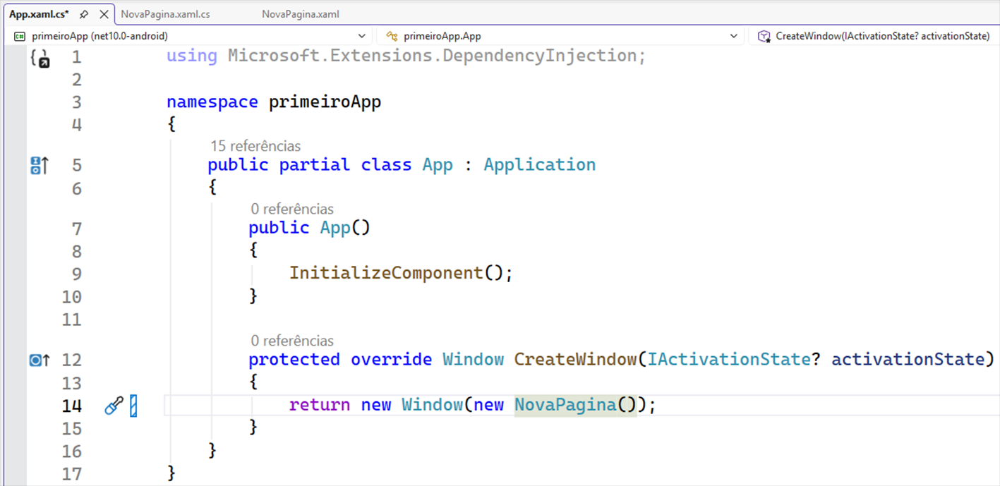 App.xaml.cs* NovaPagina.xaml.cs NovaPagina.xaml
C# primeiroApp (net10.0-android) primeiroApp.App CreateWindow(IActivationState? activationState)
1 using Microsoft.Extensions.DependencyInjection;
2
3 namespace primeiroApp
4 {
15 referências
5 public partial class App : Application
6 {
0 referências
7 public App()
8 {
9 InitializeComponent();
10 }
11
0 referências
12 protected override Window CreateWindow(IActivationState? activationState)
13 {
14 return new Window(new NovaPagina());
15 }
16 }
17 }